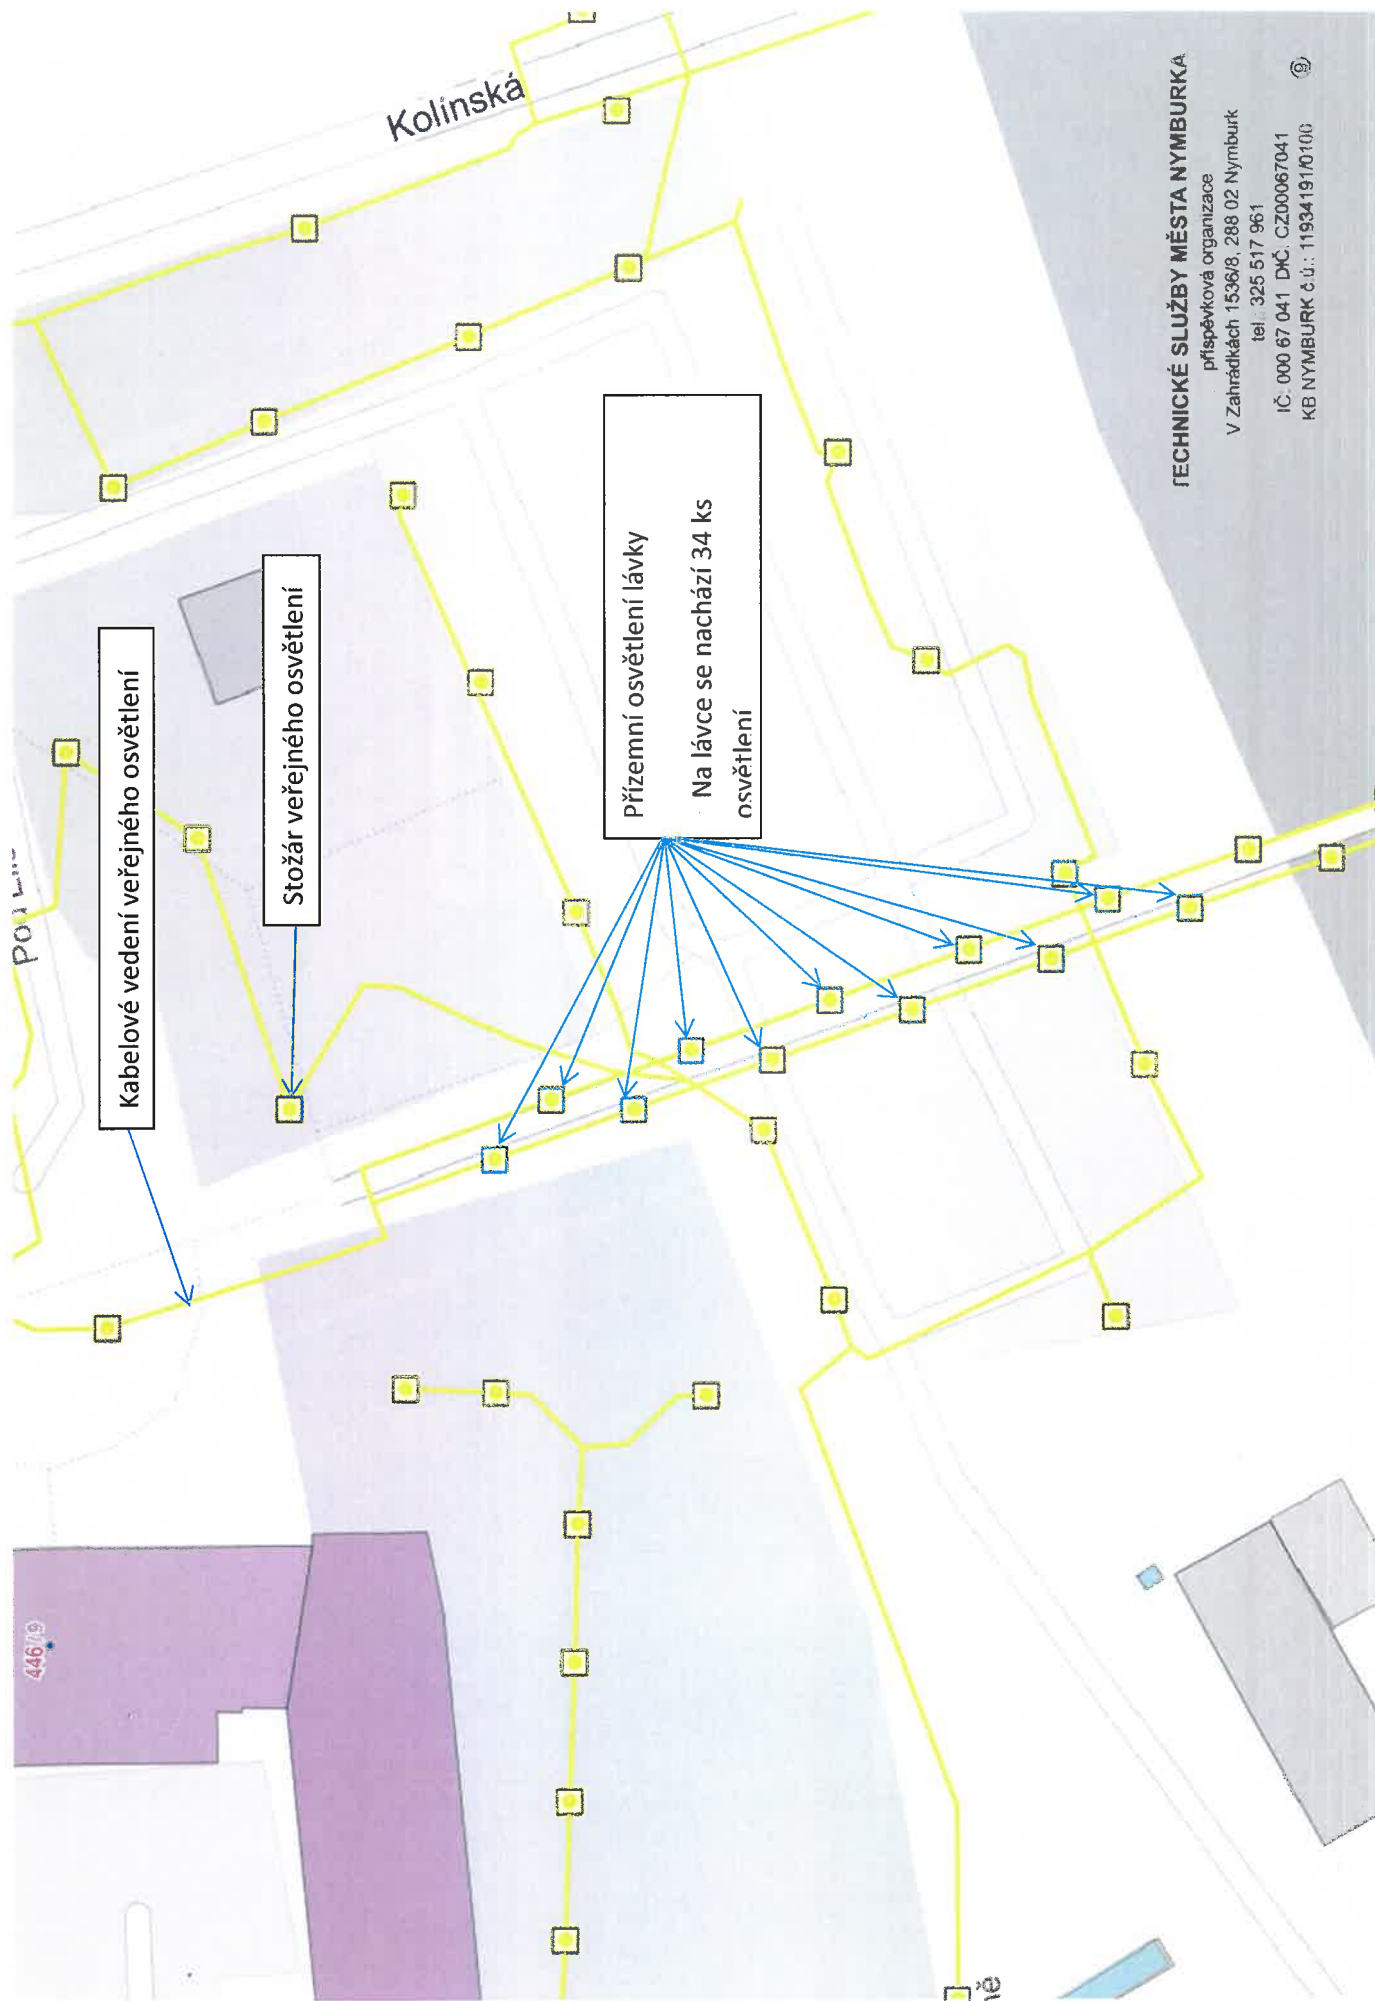 Kolínská
Kabelové vedení veřejného osvětlení
Stožár veřejného osvětlení
Přízemní osvětlení lávky
Na lávce se nachází 34 ks
osvětlení
446/9
TECHNICKÉ SLUŽBY MĚSTA NYMBURKA
příspěvková organizace
V Zahrádkách 1536/8, 288 02 Nymburk
tel.: 325 517 961
IČ: 000 67 041 DIČ: CZ00067041
KB NYMBURK č.ú.: 11934191/0100 9